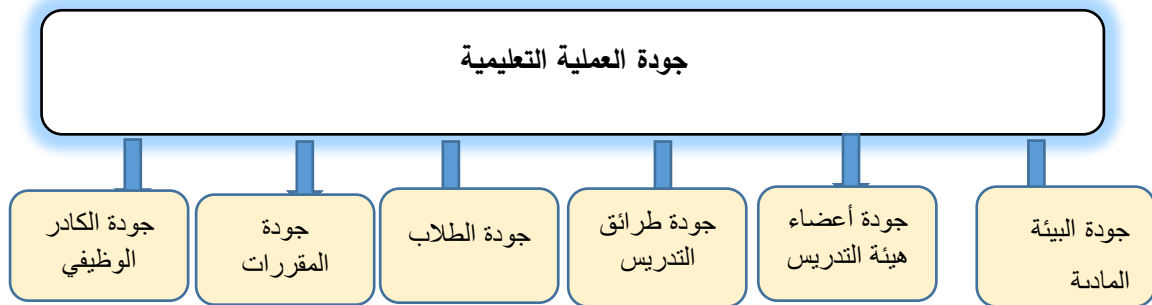 جودة العملية التعليمية
جودة البيئة
المادية
جودة أعضاء
هيئة التدريس
جودة طرائق
التدريس
جودة الطلاب
جودة
المقررات
جودة الكادر
الوظيفي